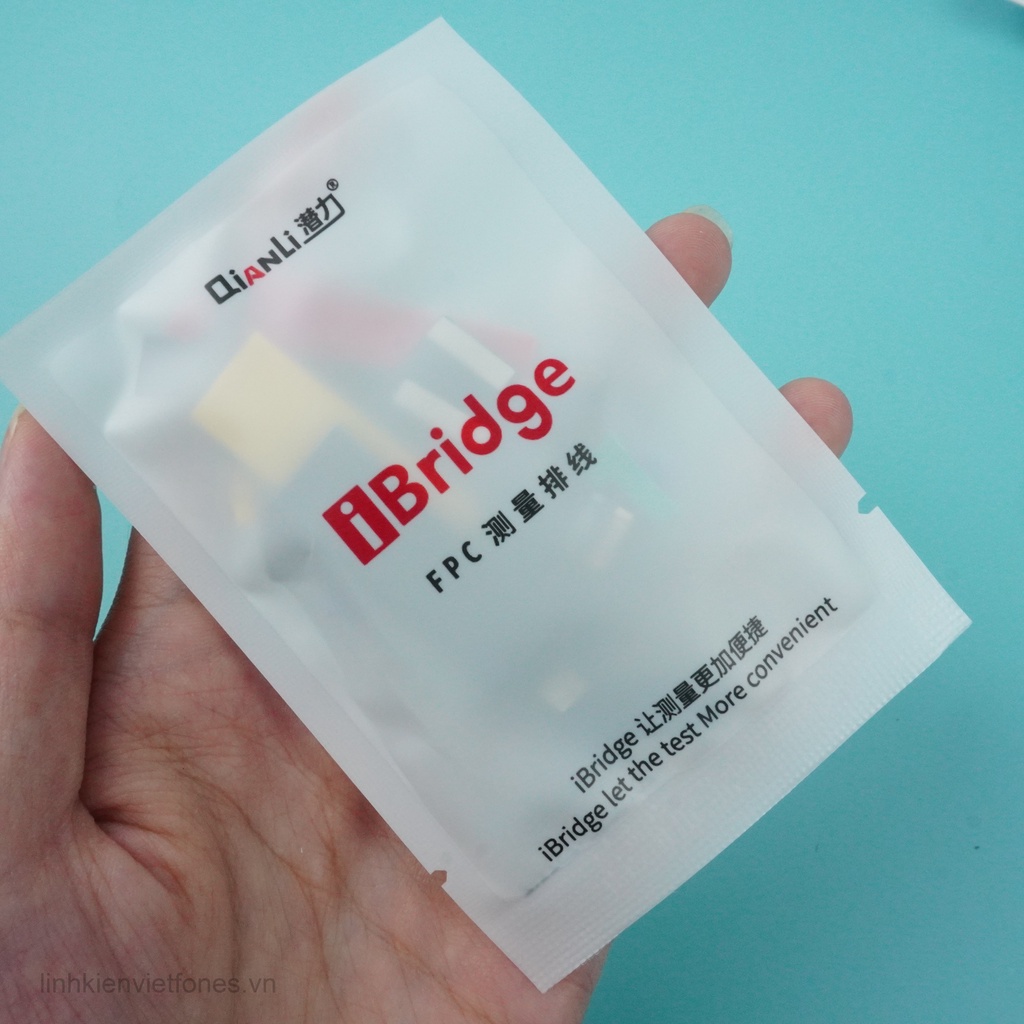 QiANLi 潜力®
iBridge
FPC 测量排线
iBridge 让测量更加便捷
iBridge let the test More convenient
linhkienvietfones.vn